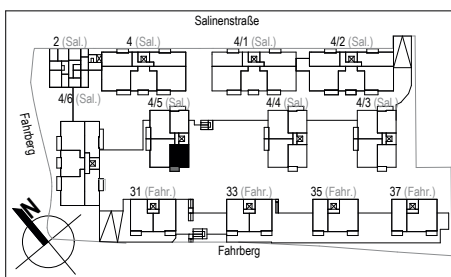 Salinenstraße
2 (Sal.) 4 (Sal.) 4/1 (Sal.) 4/2 (Sal.)
4/6 (Sal.) 4/5 (Sal.) 4/4 (Sal.) 4/3 (Sal.)
Fahrberg
31 (Fahr.) 33 (Fahr.) 35 (Fahr.) 37 (Fahr.)
N
Fahrberg